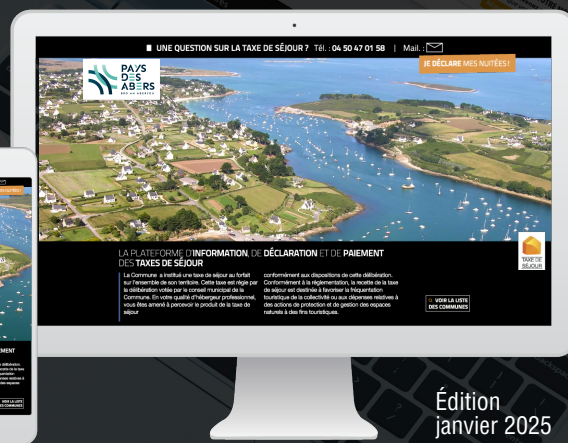 UNE QUESTION SUR LA TAXE DE SÉJOUR ? Tél. : 04 50 47 01 58 | Mail. :
JE DÉCLARE MES NUITÉES !
PAYS
DES
ABERS
BRO AN ABERIOÙ
LA PLATEFORME D'INFORMATION, DE DÉCLARATION ET DE PAIEMENT
DES TAXES DE SÉJOUR
La Commune a institué une taxe de séjour au forfait
sur l'ensemble de son territoire. Cette taxe est régie par
la délibération votée par le conseil municipal de la
Commune. En votre qualité d'hébergeur professionnel,
vous êtes amené à percevoir le produit de la taxe de
séjour
conformément aux dispositions de cette délibération.
Conformément à la règlementation, la recette de la taxe
de séjour est destinée à favoriser la fréquentation
touristique de la collectivité ou aux dépenses relatives à
des actions de protection et de gestion des espaces
naturels à des fins touristiques.
VOIR LA LISTE
DES COMMUNES
TAXE DE
SÉJOUR
Édition
janvier 2025